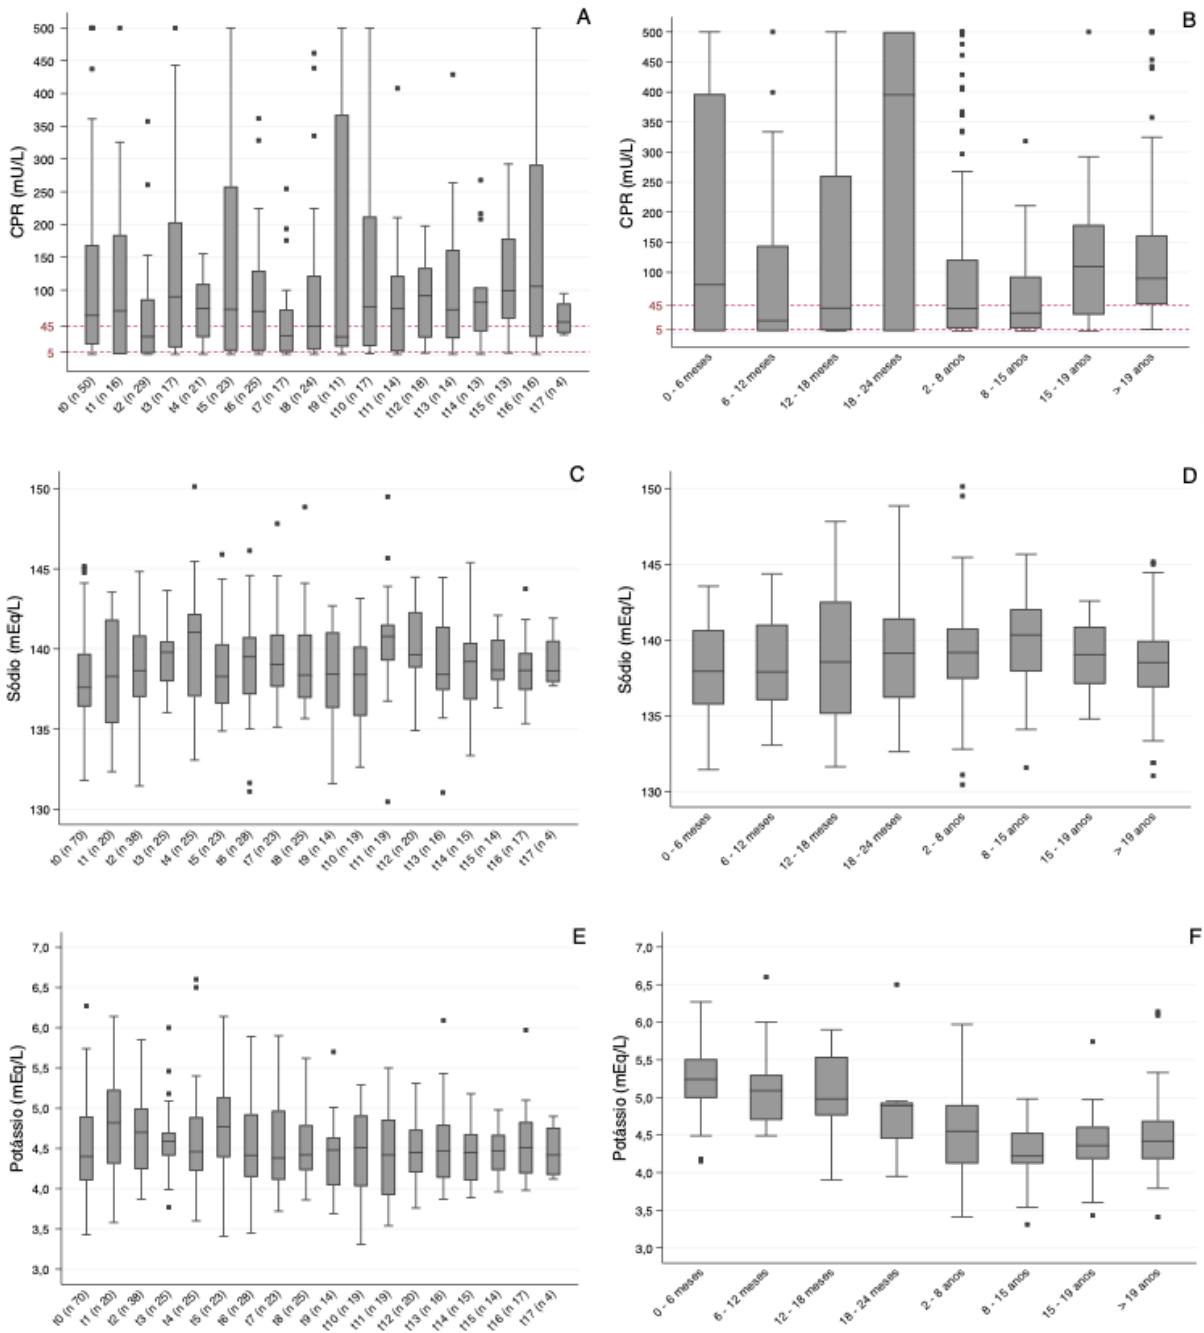 A
CPR (mU/L)
500
450
400
350
300
250
200
150
100
45
5
t0 (n 50)
t1 (n 16)
t2 (n 29)
t3 (n 17)
t4 (n 21)
t5 (n 23)
t6 (n 25)
t7 (n 17)
t8 (n 24)
t9 (n 11)
t10 (n 17)
t11 (n 14)
t12 (n 18)
t13 (n 14)
t14 (n 13)
t15 (n 13)
t16 (n 16)
t17 (n 4)
B
CPR (mU/L)
500
450
400
350
300
250
200
150
100
45
5
0 - 6 meses
6 - 12 meses
12 - 18 meses
18 - 24 meses
2 - 8 anos
8 - 15 anos
15 - 19 anos
> 19 anos
C
Sódio (mEq/L)
150
145
140
135
130
t0 (n 70)
t1 (n 20)
t2 (n 38)
t3 (n 25)
t4 (n 25)
t5 (n 23)
t6 (n 28)
t7 (n 23)
t8 (n 25)
t9 (n 14)
t10 (n 19)
t11 (n 19)
t12 (n 20)
t13 (n 16)
t14 (n 15)
t15 (n 14)
t16 (n 17)
t17 (n 4)
D
Sódio (mEq/L)
150
145
140
135
130
0 - 6 meses
6 - 12 meses
12 - 18 meses
18 - 24 meses
2 - 8 anos
8 - 15 anos
15 - 19 anos
> 19 anos
E
Potássio (mEq/L)
7,0
6,5
6,0
5,5
5,0
4,5
4,0
3,5
3,0
t0 (n 70)
t1 (n 20)
t2 (n 38)
t3 (n 25)
t4 (n 25)
t5 (n 23)
t6 (n 28)
t7 (n 23)
t8 (n 25)
t9 (n 14)
t10 (n 19)
t11 (n 19)
t12 (n 20)
t13 (n 16)
t14 (n 15)
t15 (n 14)
t16 (n 17)
t17 (n 4)
F
Potássio (mEq/L)
7,0
6,5
6,0
5,5
5,0
4,5
4,0
3,5
3,0
0 - 6 meses
6 - 12 meses
12 - 18 meses
18 - 24 meses
2 - 8 anos
8 - 15 anos
15 - 19 anos
> 19 anos